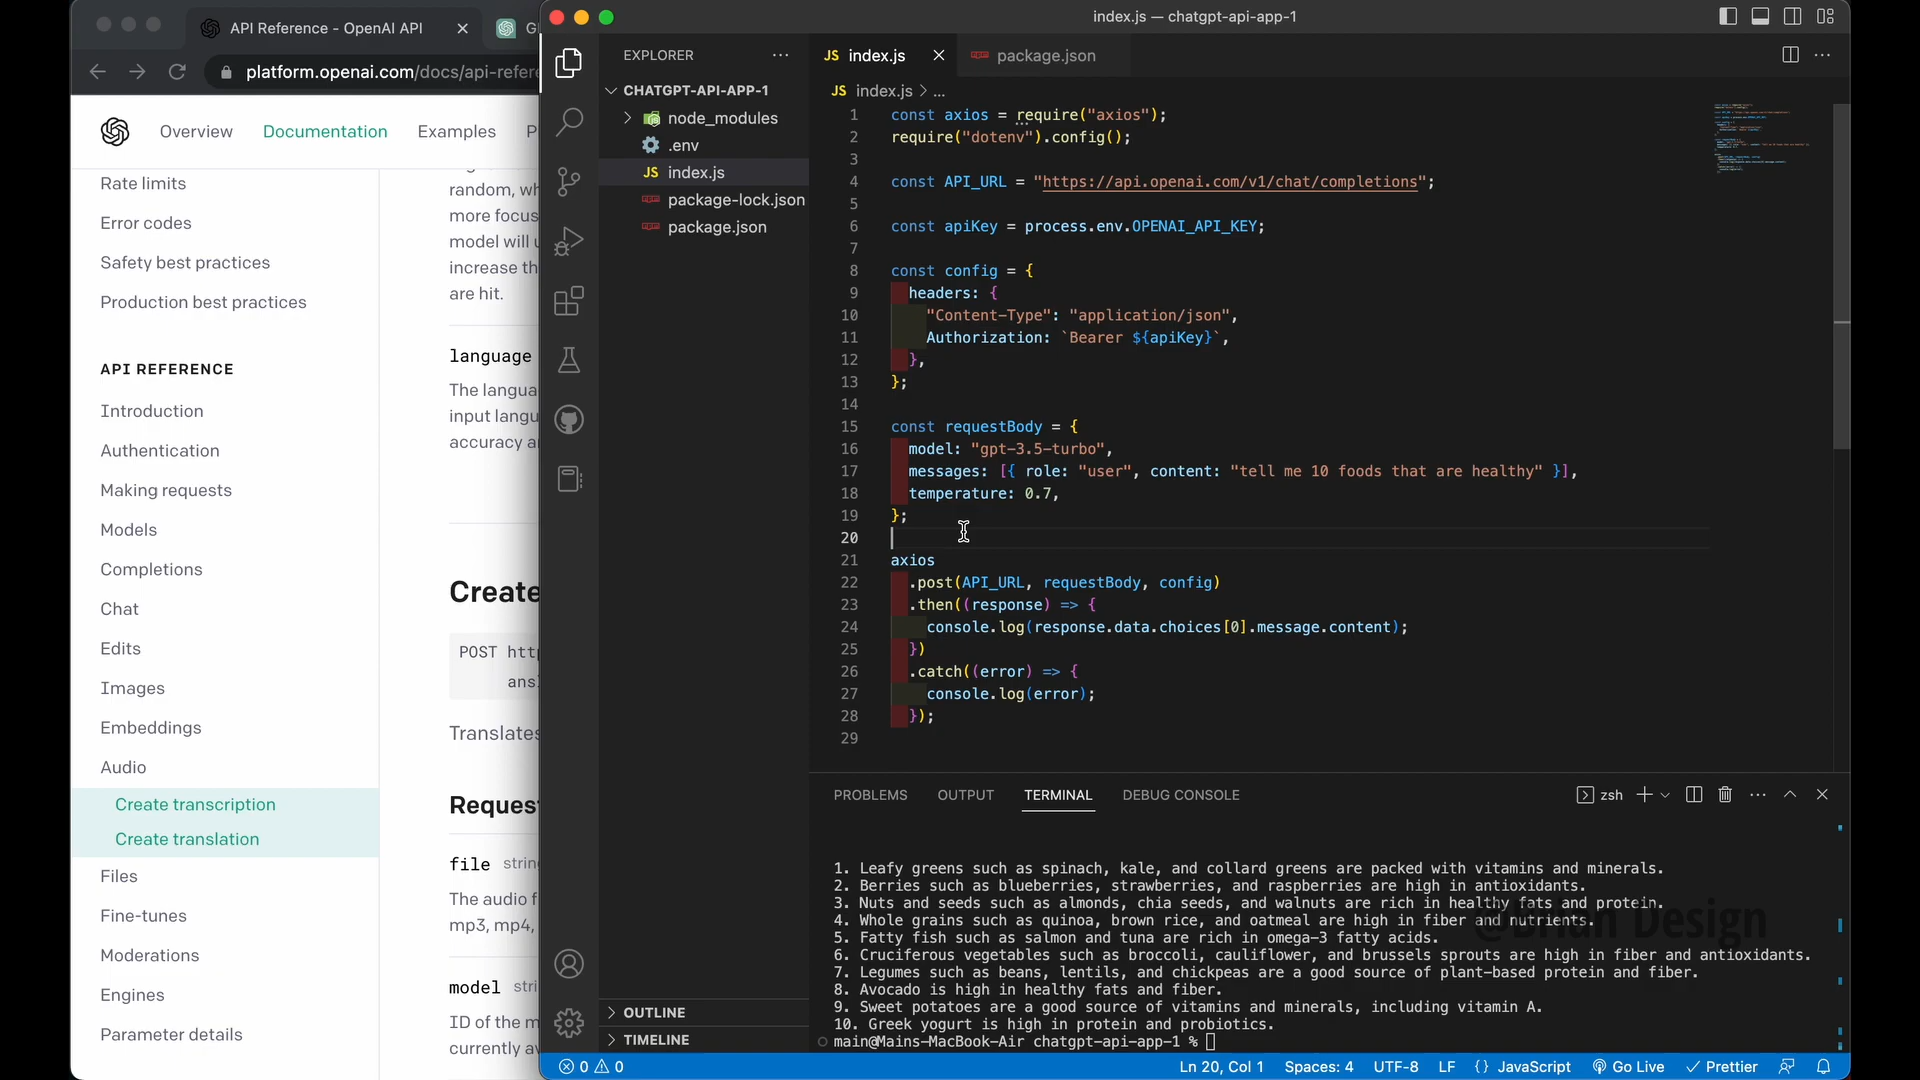 API Reference - OpenAI API
platform.openai.com/docs/api-refere
Overview
Documentation
Examples
Rate limits
Error codes
Safety best practices
Production best practices
API REFERENCE
Introduction
Authentication
Making requests
Models
Completions
Chat
Edits
Images
Embeddings
Audio
Create transcription
Create translation
Files
Fine-tunes
Moderations
Engines
Parameter details
more focus
increase th
are hit.
language
The langua
input langu
accuracy a
Create
POST http
Translates
Request
file
The audio f
mp3, mp4,
model
ID of the m
currently av
index.js — chatgpt-api-app-1
EXPLORER
CHATGPT-API-APP-1
node_modules
.env
JS index.js
package-lock.json
package.json
OUTLINE
TIMELINE
JS index.js
package.json
JS index.js > ...
1 const axios = require("axios");
2 require("dotenv").config();
3
4 const API_URL = "https://api.openai.com/v1/chat/completions";
5
6 const apiKey = process.env.OPENAI_API_KEY;
7
8 const config = {
9 headers: {
10 "Content-Type": "application/json",
11 Authorization: `Bearer ${apiKey}`,
12 },
13 };
14
15 const requestBody = {
16 model: "gpt-3.5-turbo",
17 messages: [{ role: "user", content: "tell me 10 foods that are healthy" }],
18 temperature: 0.7,
19 };
20
21 axios
22 .post(API_URL, requestBody, config)
23 .then((response) => {
24 console.log(response.data.choices[0].message.content);
25 })
26 .catch((error) => {
27 console.log(error);
28 });
29
PROBLEMS OUTPUT TERMINAL DEBUG CONSOLE
zsh
1. Leafy greens such as spinach, kale, and collard greens are packed with vitamins and minerals.
2. Berries such as blueberries, strawberries, and raspberries are high in antioxidants.
3. Nuts and seeds such as almonds, chia seeds, and walnuts are rich in healthy fats and protein.
4. Whole grains such as quinoa, brown rice, and oatmeal are high in fiber and nutrients.
5. Fatty fish such as salmon and tuna are rich in omega-3 fatty acids.
6. Cruciferous vegetables such as broccoli, cauliflower, and brussels sprouts are high in fiber and antioxidants.
7. Legumes such as beans, lentils, and chickpeas are a good source of plant-based protein and fiber.
8. Avocado is high in healthy fats and fiber.
9. Sweet potatoes are a good source of vitamins and minerals, including vitamin A.
10. Greek yogurt is high in protein and probiotics.
main@Mains-MacBook-Air chatgpt-api-app-1 %
@Brian Design
0 0
Ln 20, Col 1
Spaces: 4
UTF-8
LF
{} JavaScript
Go Live
Prettier